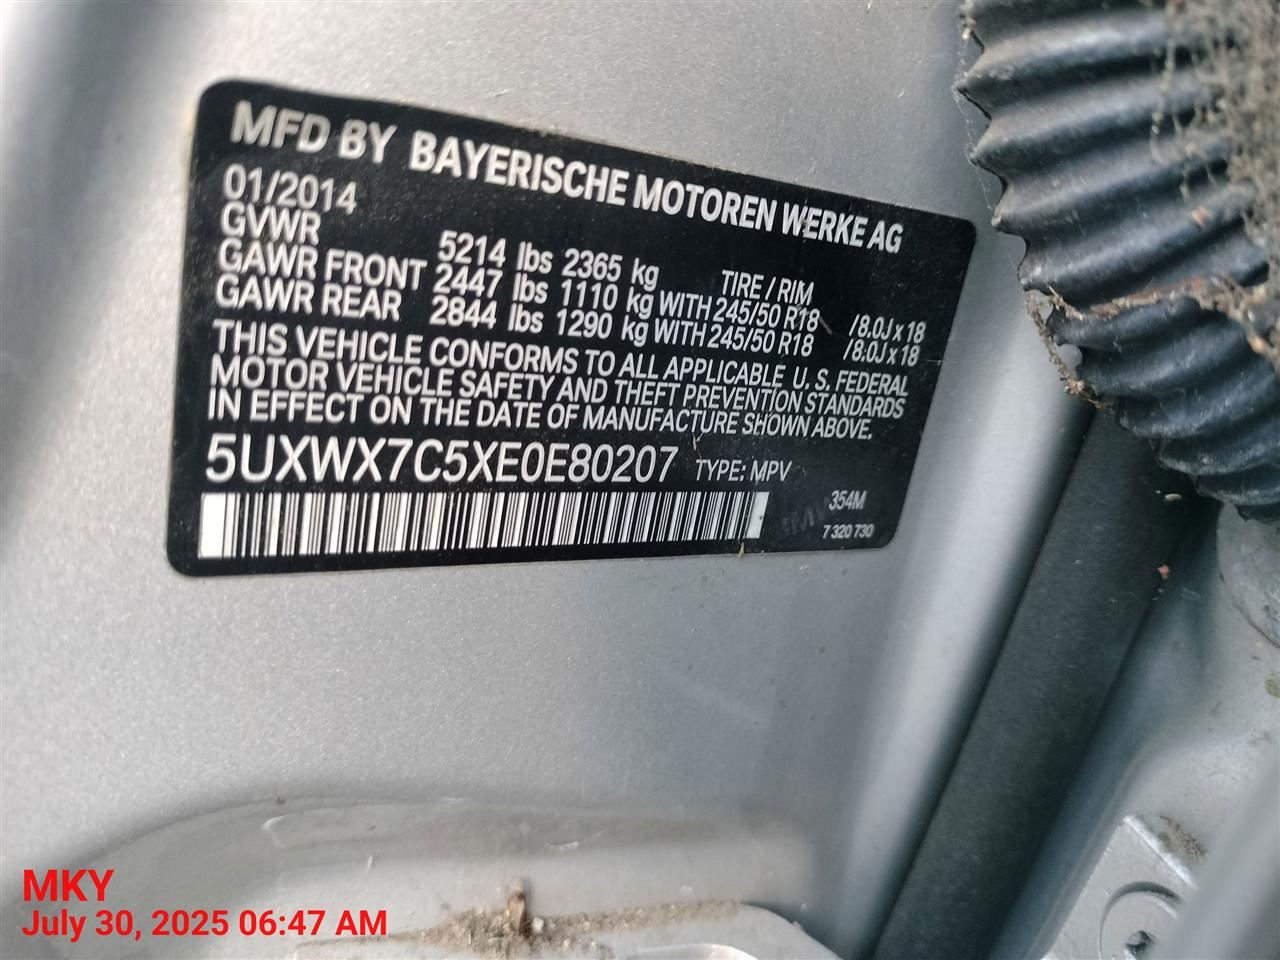 MFD BY BAYERISCHE MOTOREN WERKE AG
01/2014
GVWR 5214 lbs 2365 kg TIRE / RIM
GAWR FRONT 2447 lbs 1110 kg WITH 245/50 R18 /8.0J x 18
GAWR REAR 2844 lbs 1290 kg WITH 245/50 R18 /8.0J x 18
THIS VEHICLE CONFORMS TO ALL APPLICABLE U. S. FEDERAL
MOTOR VEHICLE SAFETY AND THEFT PREVENTION STANDARDS
IN EFFECT ON THE DATE OF MANUFACTURE SHOWN ABOVE.
5UXWX7C5XE0E80207 TYPE: MPV
354M
7 320 730
MKY
July 30, 2025 06:47 AM